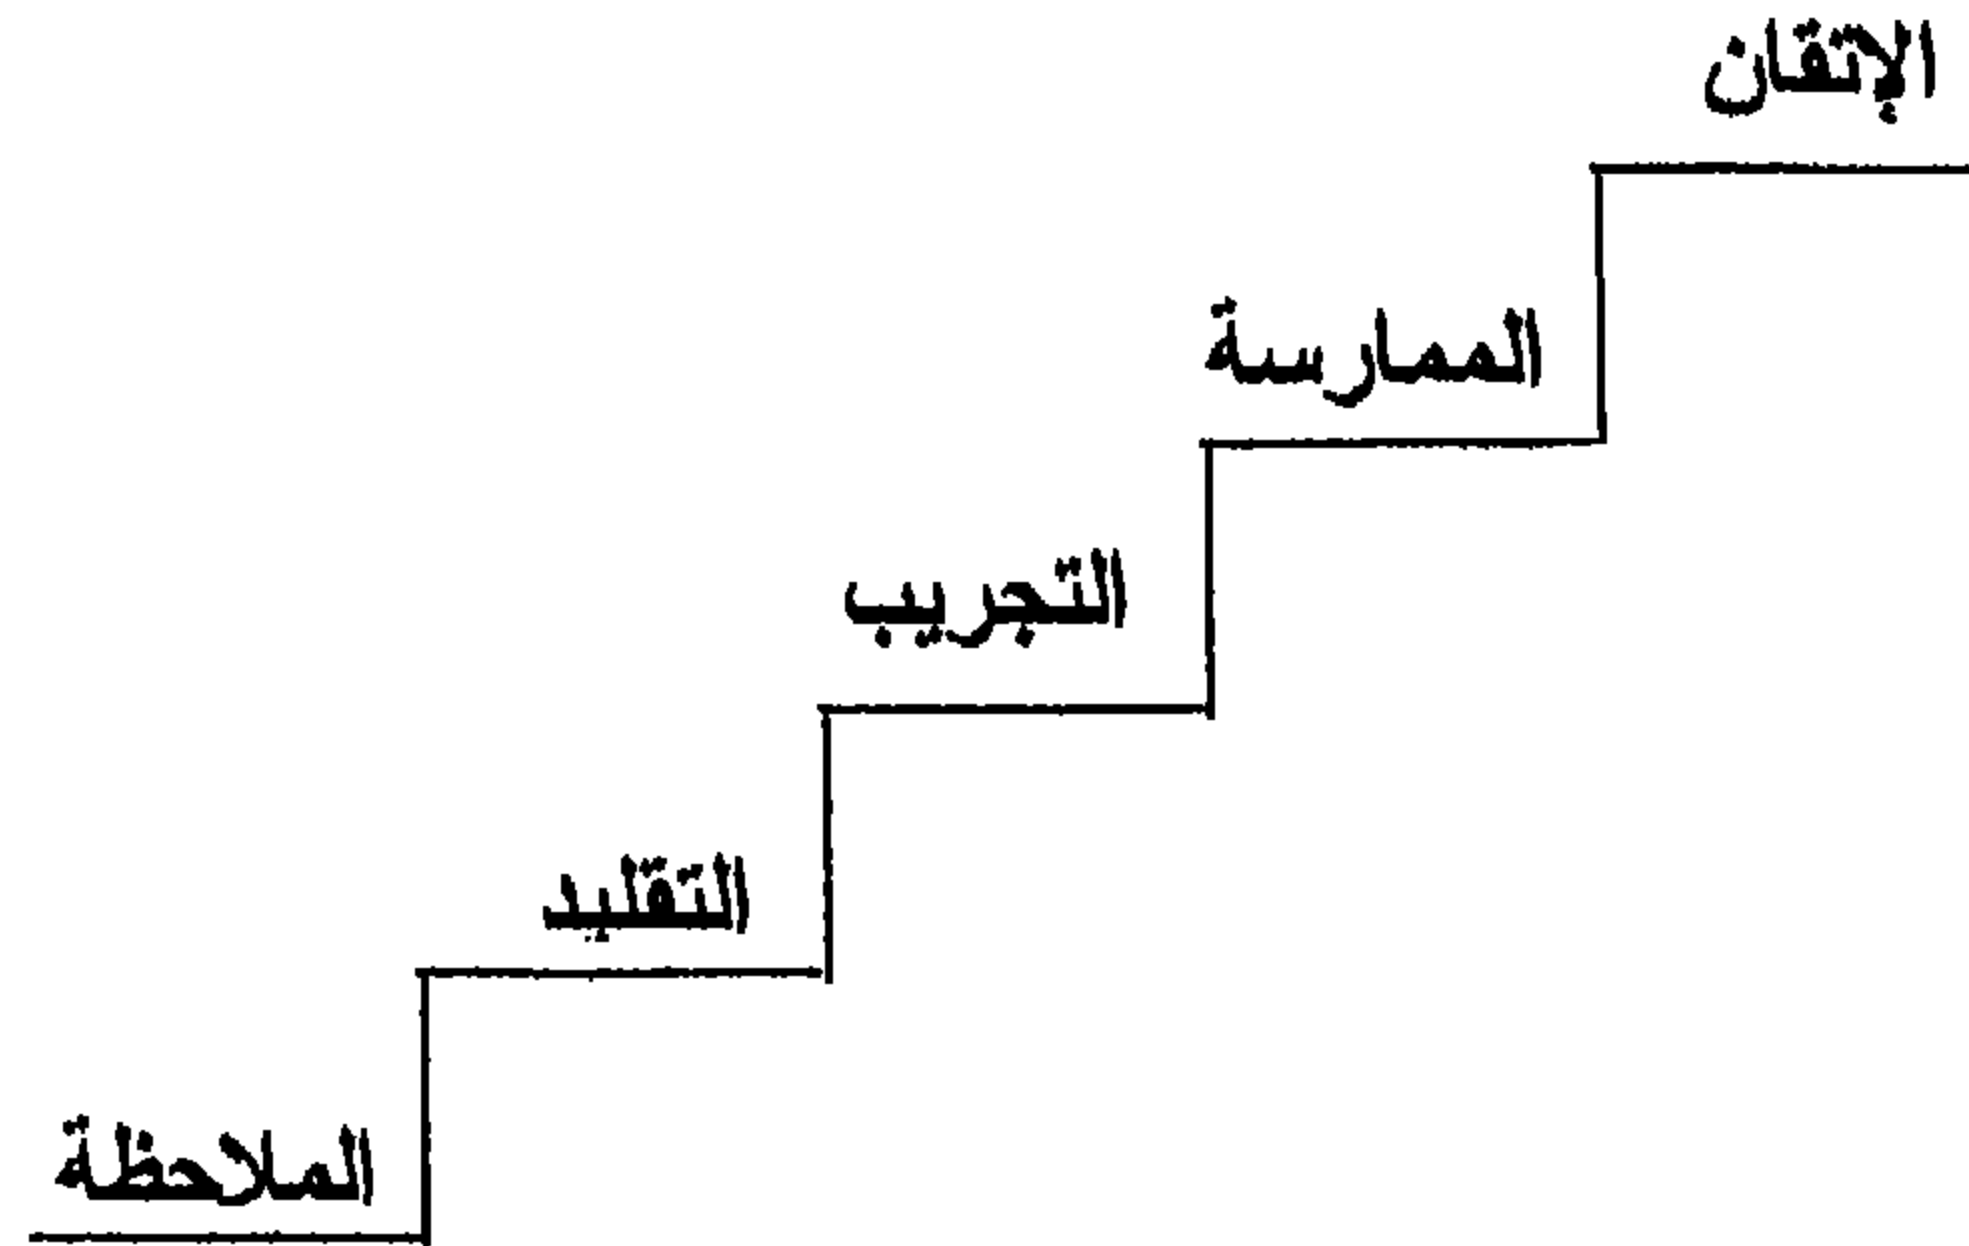 الإتقان
الممارسة
التجريب
التقليد
الملاحظة